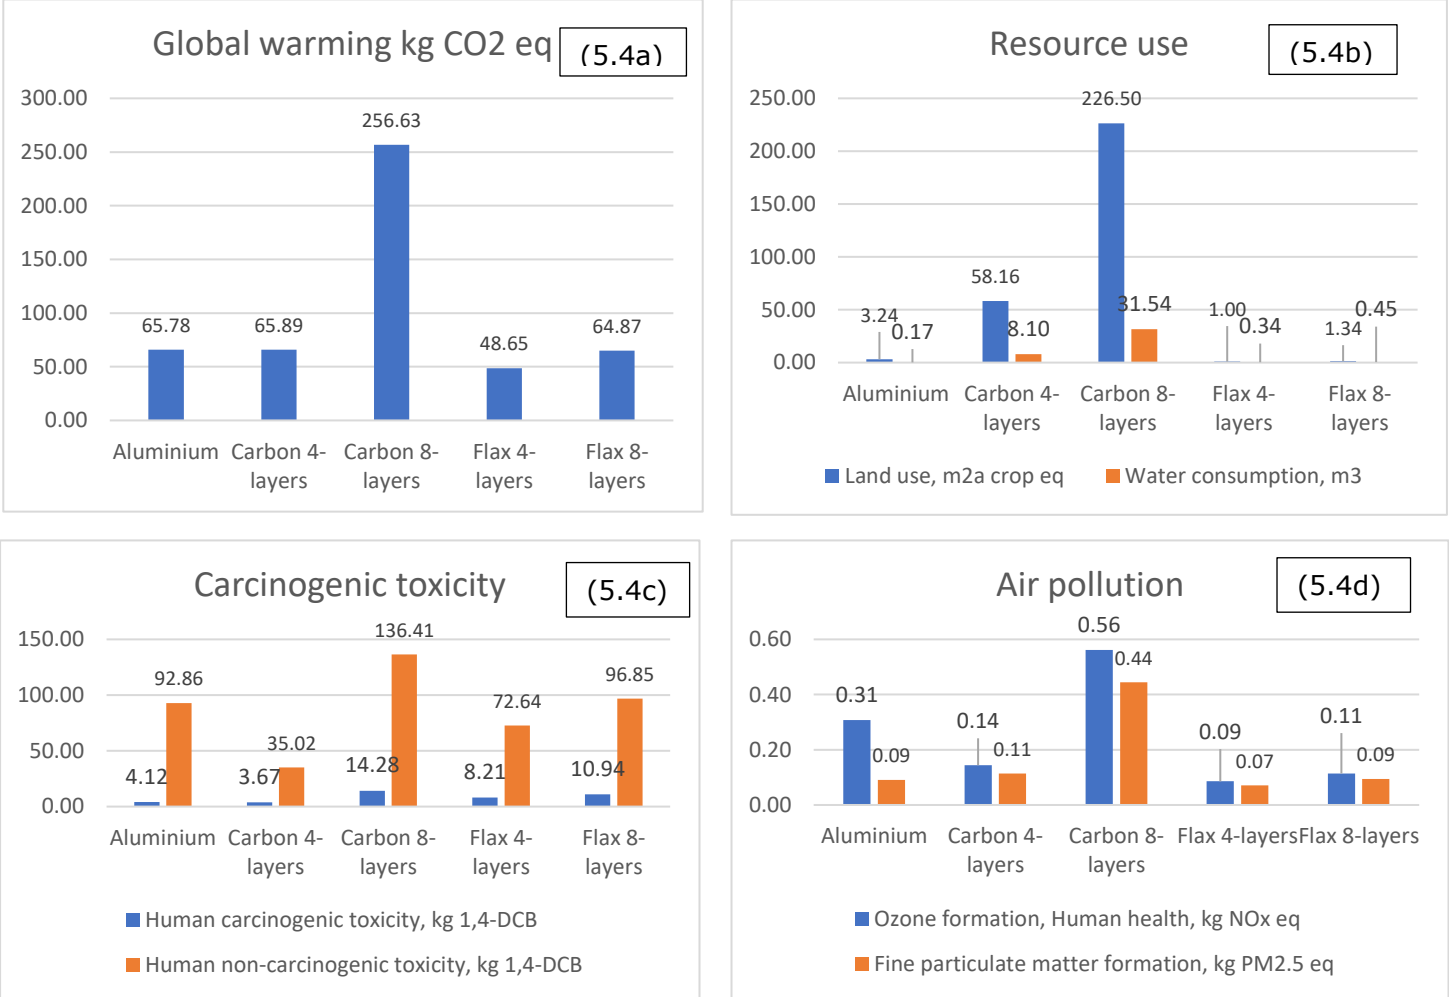 Global warming kg CO2 eq
(5.4a)
300.00
250.00
200.00
150.00
100.00
50.00
0.00
65.78
65.89
256.63
48.65
64.87
Aluminium Carbon 4- Carbon 8- Flax 4- Flax 8-
layers layers layers layers
Resource use
(5.4b)
250.00
200.00
150.00
100.00
50.00
0.00
3.24
0.17
58.16
8.10
226.50
31.54
1.00
0.34
1.34
0.45
Aluminium Carbon 4- Carbon 8- Flax 4- Flax 8-
layers layers layers layers
Land use, m2a crop eq Water consumption, m3
Carcinogenic toxicity
(5.4c)
150.00
100.00
50.00
0.00
4.12
92.86
3.67
35.02
14.28
136.41
8.21
72.64
10.94
96.85
Aluminium Carbon 4- Carbon 8- Flax 4- Flax 8-
layers layers layers layers
Human carcinogenic toxicity, kg 1,4-DCB
Human non-carcinogenic toxicity, kg 1,4-DCB
Air pollution
(5.4d)
0.60
0.40
0.20
0.00
0.31
0.09
0.14
0.11
0.56
0.44
0.09
0.07
0.11
0.09
Aluminium Carbon 4- Carbon 8- Flax 4-layers Flax 8-layers
layers layers
Ozone formation, Human health, kg NOx eq
Fine particulate matter formation, kg PM2.5 eq